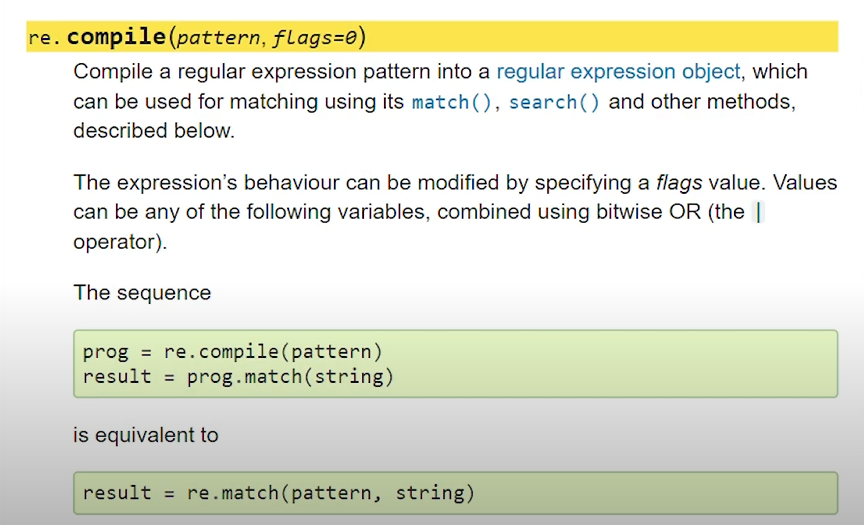 re.compile(pattern, flags=0)
Compile a regular expression pattern into a regular expression object, which
can be used for matching using its match(), search() and other methods,
described below.
The expression’s behaviour can be modified by specifying a flags value. Values
can be any of the following variables, combined using bitwise OR (the |
operator).
The sequence
prog = re.compile(pattern)
result = prog.match(string)
is equivalent to
result = re.match(pattern, string)